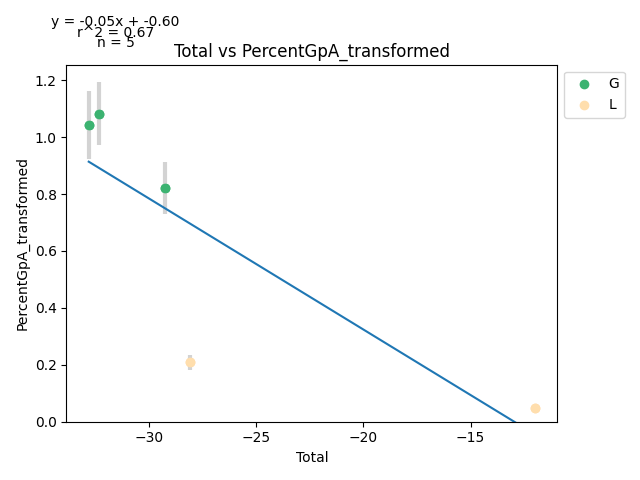 y = -0.05x + -0.60
r^2 = 0.67
n = 5
Total vs PercentGpA_transformed
G
L
PercentGpA_transformed
1.2
1.0
0.8
0.6
0.4
0.2
0.0
−30
−25
−20
−15
Total